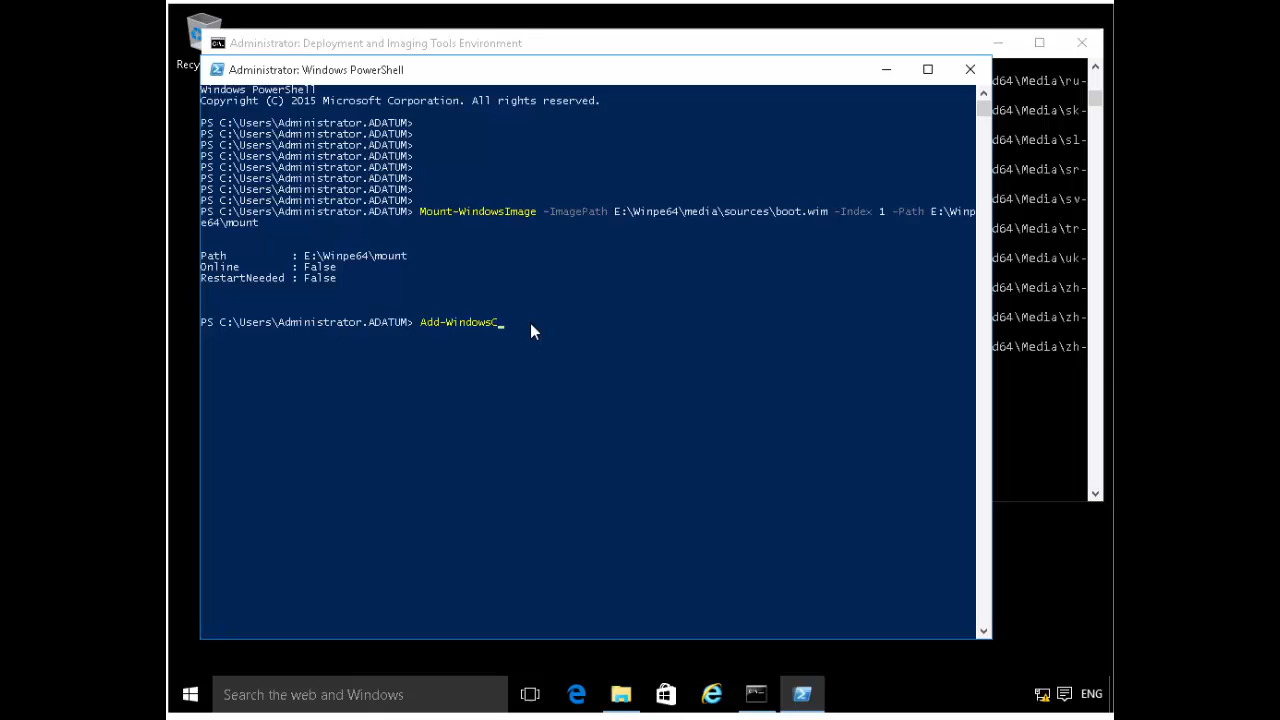 Recy
Administrator: Deployment and Imaging Tools Environment
Administrator: Windows PowerShell
Windows PowerShell
Copyright (C) 2015 Microsoft Corporation. All rights reserved.
PS C:\Users\Administrator.ADATUM>
PS C:\Users\Administrator.ADATUM>
PS C:\Users\Administrator.ADATUM>
PS C:\Users\Administrator.ADATUM>
PS C:\Users\Administrator.ADATUM>
PS C:\Users\Administrator.ADATUM>
PS C:\Users\Administrator.ADATUM>
PS C:\Users\Administrator.ADATUM>
PS C:\Users\Administrator.ADATUM> Mount-WindowsImage -ImagePath E:\Winpe64\media\sources\boot.wim -Index 1 -Path E:\Winp
e64\mount
Path : E:\Winpe64\mount
Online : False
RestartNeeded : False
PS C:\Users\Administrator.ADATUM> Add-WindowsC_
d64\Media\ru-
d64\Media\sk-
d64\Media\sl-
d64\Media\sr-
d64\Media\sv-
d64\Media\tr-
d64\Media\uk-
d64\Media\zh-
d64\Media\zh-
d64\Media\zh-
Search the web and Windows
ENG